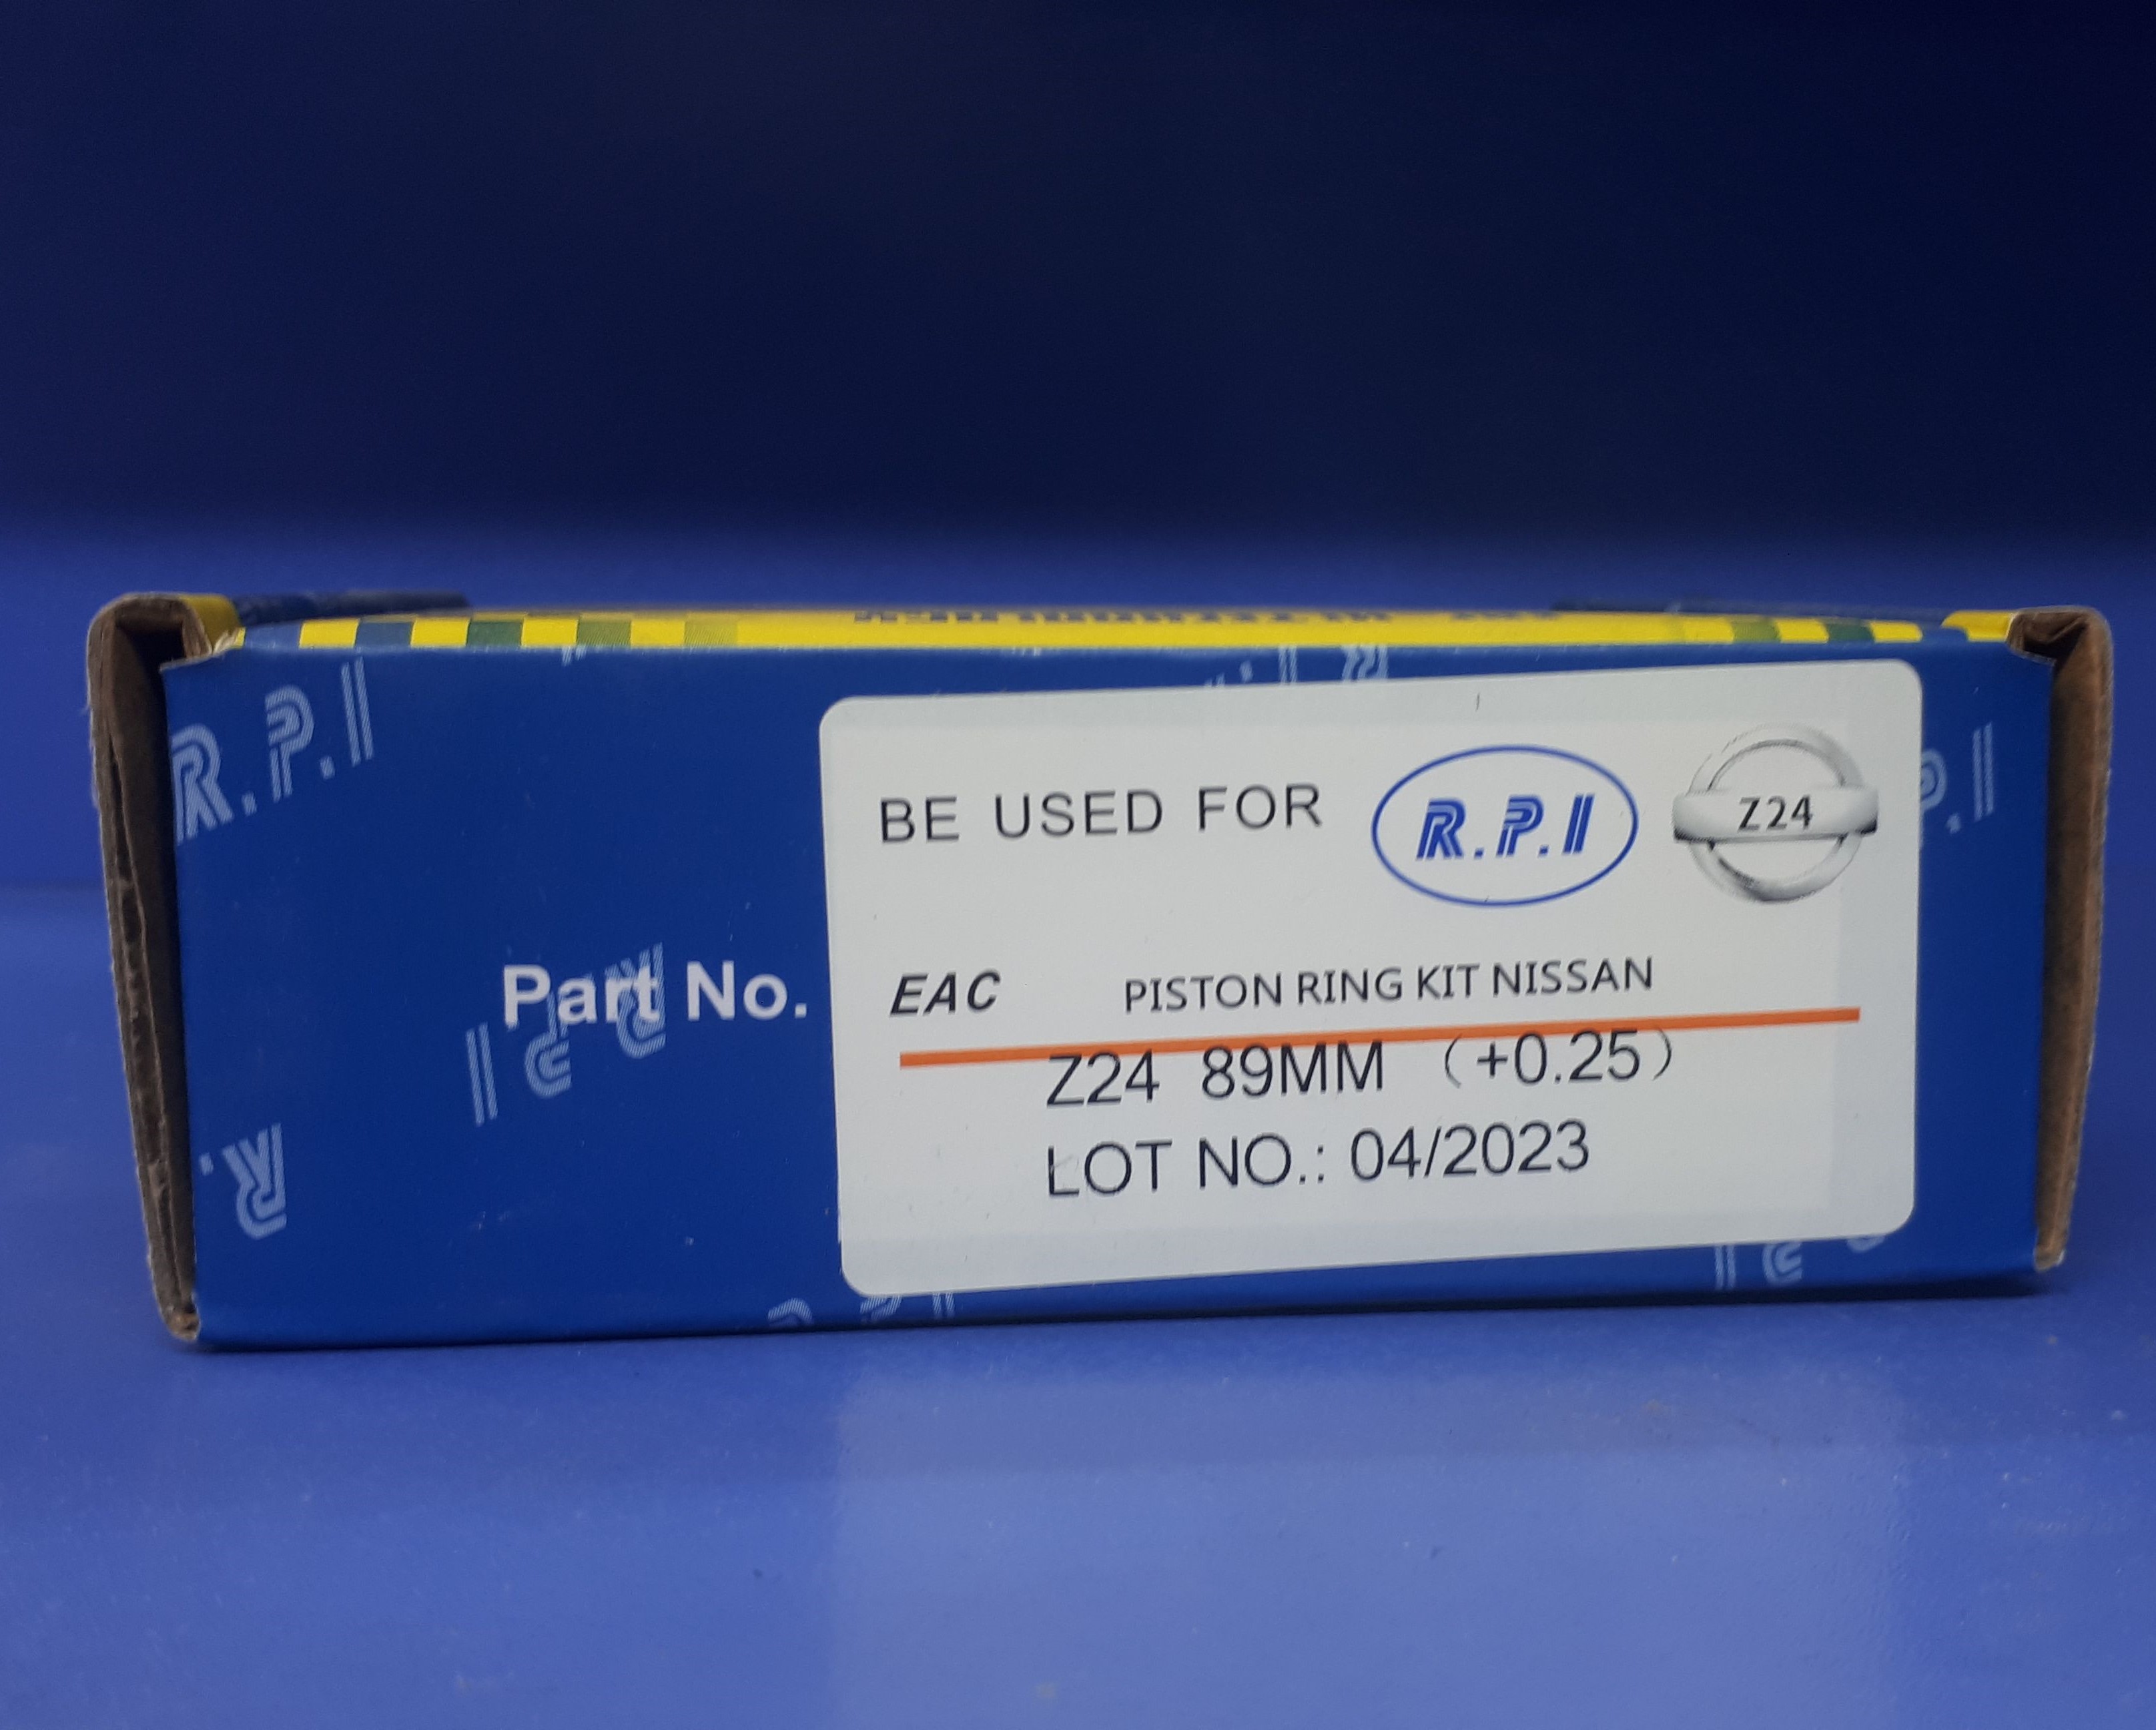 R.P.I
BE USED FOR R.P.I Z24
Part No. EAC PISTON RING KIT NISSAN
R.P.I
Z24 89MM (+0.25)
LOT NO.: 04/2023